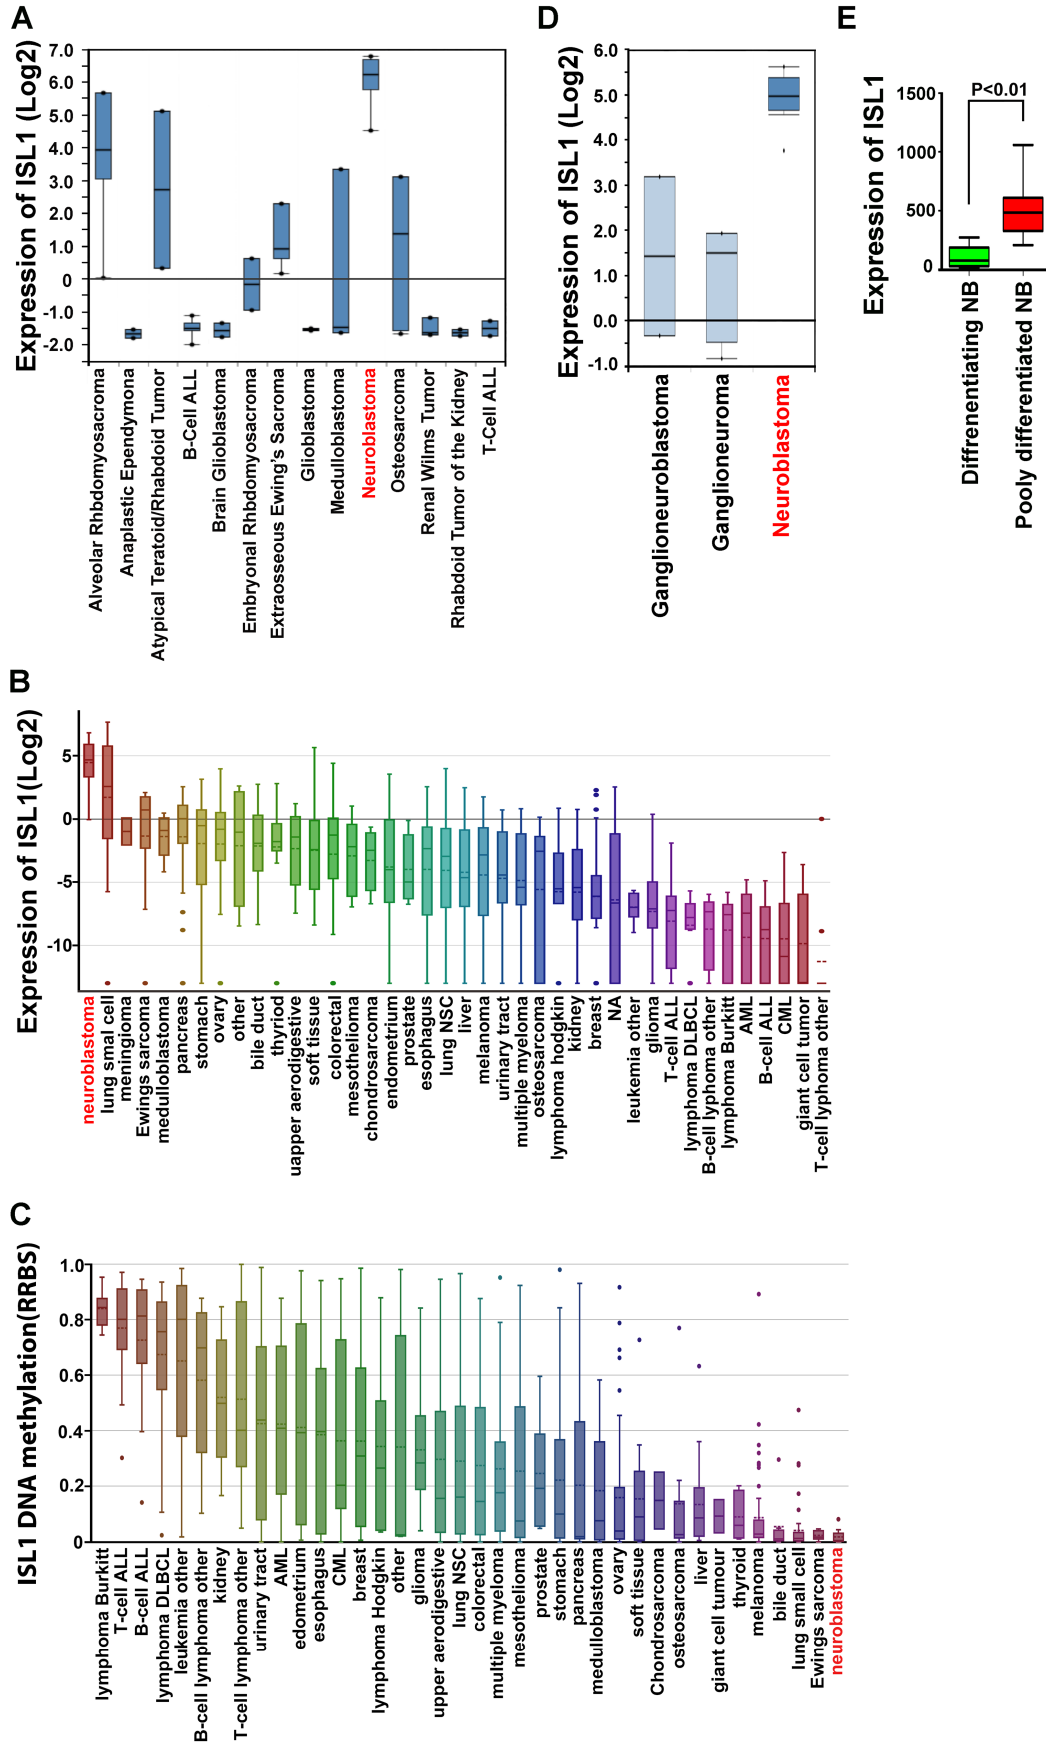 A
Expression of ISL1 (Log2)
7.0
6.0
5.0
4.0
3.0
2.0
1.0
0
-1.0
-2.0
Alveolar Rhbdomyosacroma
Anaplastic Ependymona
Atypical Teratoid/Rhabdoid Tumor
B-Cell ALL
Brain Glioblastoma
Embryonal Rhbdomyosacroma
Extraosseous Ewing's Sacroma
Glioblastoma
Medulloblastoma
Neuroblastoma
Osteosarcoma
Renal Wilms Tumor
Rhabdoid Tumor of the Kidney
T-Cell ALL
D
Expression of ISL1 (Log2)
6.0
5.0
4.0
3.0
2.0
1.0
0.0
-1.0
Ganglioneuroblastoma
Ganglioneuroma
Neuroblastoma
E
Expression of ISL1
1500
1000
500
0
P<0.01
Diffrenentiating NB
Pooly differentiated NB
B
Expression of ISL1(Log2)
5
0
-5
-10
neuroblastoma
lung smal cell
meningioma
Ewings sarcoma
medulloblastoma
pancreas
stomach
ovary
other
bile duct
thyriod
uapper aerodigestive
soft tissue
colorectal
mesothelioma
chondrosarcoma
endometrium
prostate
esophagus
lung NSC
liver
melanoma
urinary tract
multiple myeloma
osteosarcoma
lymphoma hodgkin
kidney
breast
NA
leukemia other
glioma
T-cell ALL
lymphoma DLBCL
B-cell lyphoma other
lymphoma Burkitt
AML
B-cell ALL
CML
giant cell tumor
T-cell lyphoma other
C
ISL1 DNA methylation(RRBS)
1.0
0.8
0.6
0.4
0.2
0
lymphoma Burkitt
T-cell ALL
B-cell ALL
lymphoma DLBCL
leukemia other
B-cell lymphoma other
kidney
T-cell lymphoma other
urinary tract
AML
edometrium
esophagus
CML
breast
lymphoma Hodgkin
other
glioma
upper aerodigestive
lung NSC
colorectal
multiple myeloma
mesothelioma
prostate
stomach
pancreas
medulloblastoma
ovary
soft tissue
Chondosarcoma
osteosarcoma
liver
giant cell tumour
thyroid
melanoma
bile duct
lung small cell
Ewings sarcoma
neuroblastoma